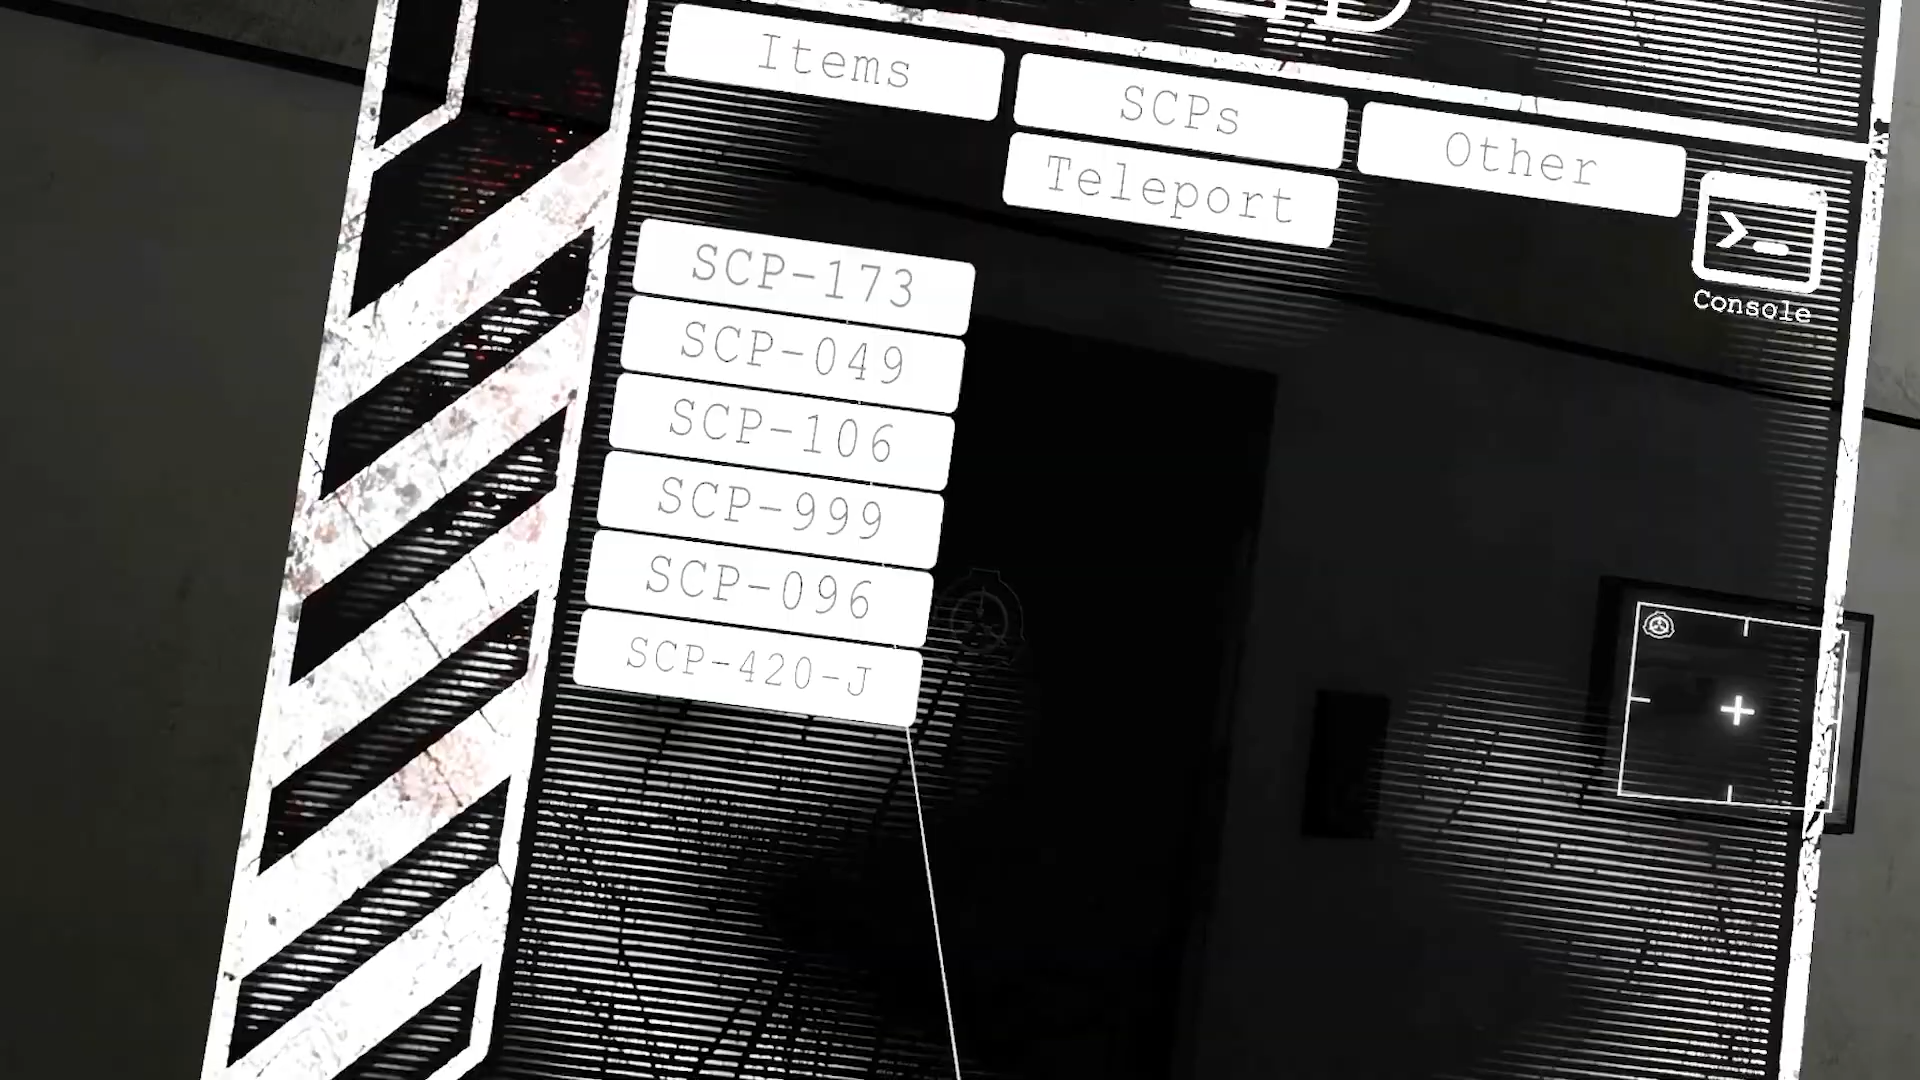 Items
SCPs
Other
Teleport
Console
SCP-173
SCP-049
SCP-106
SCP-999
SCP-096
SCP-420-J